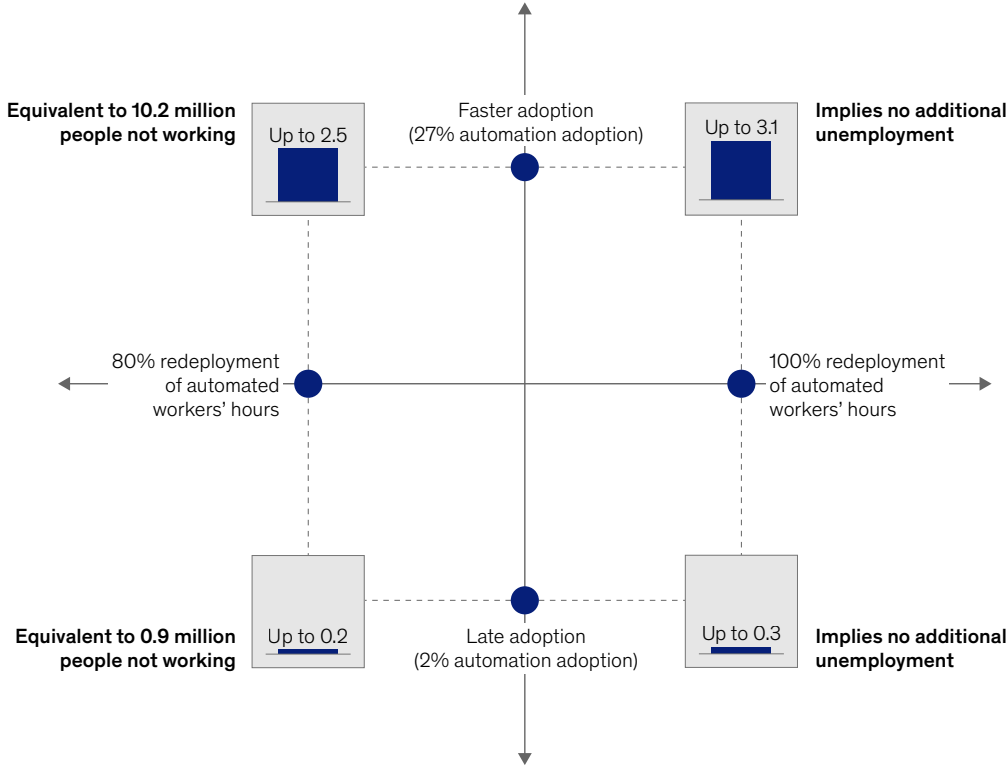 Equivalent to 10.2 million
people not working
Up to 2.5
Faster adoption
(27% automation adoption)
Up to 3.1
Implies no additional
unemployment
80% redeployment
of automated
workers’ hours
100% redeployment
of automated
workers’ hours
Equivalent to 0.9 million
people not working
Up to 0.2
Late adoption
(2% automation adoption)
Up to 0.3
Implies no additional
unemployment